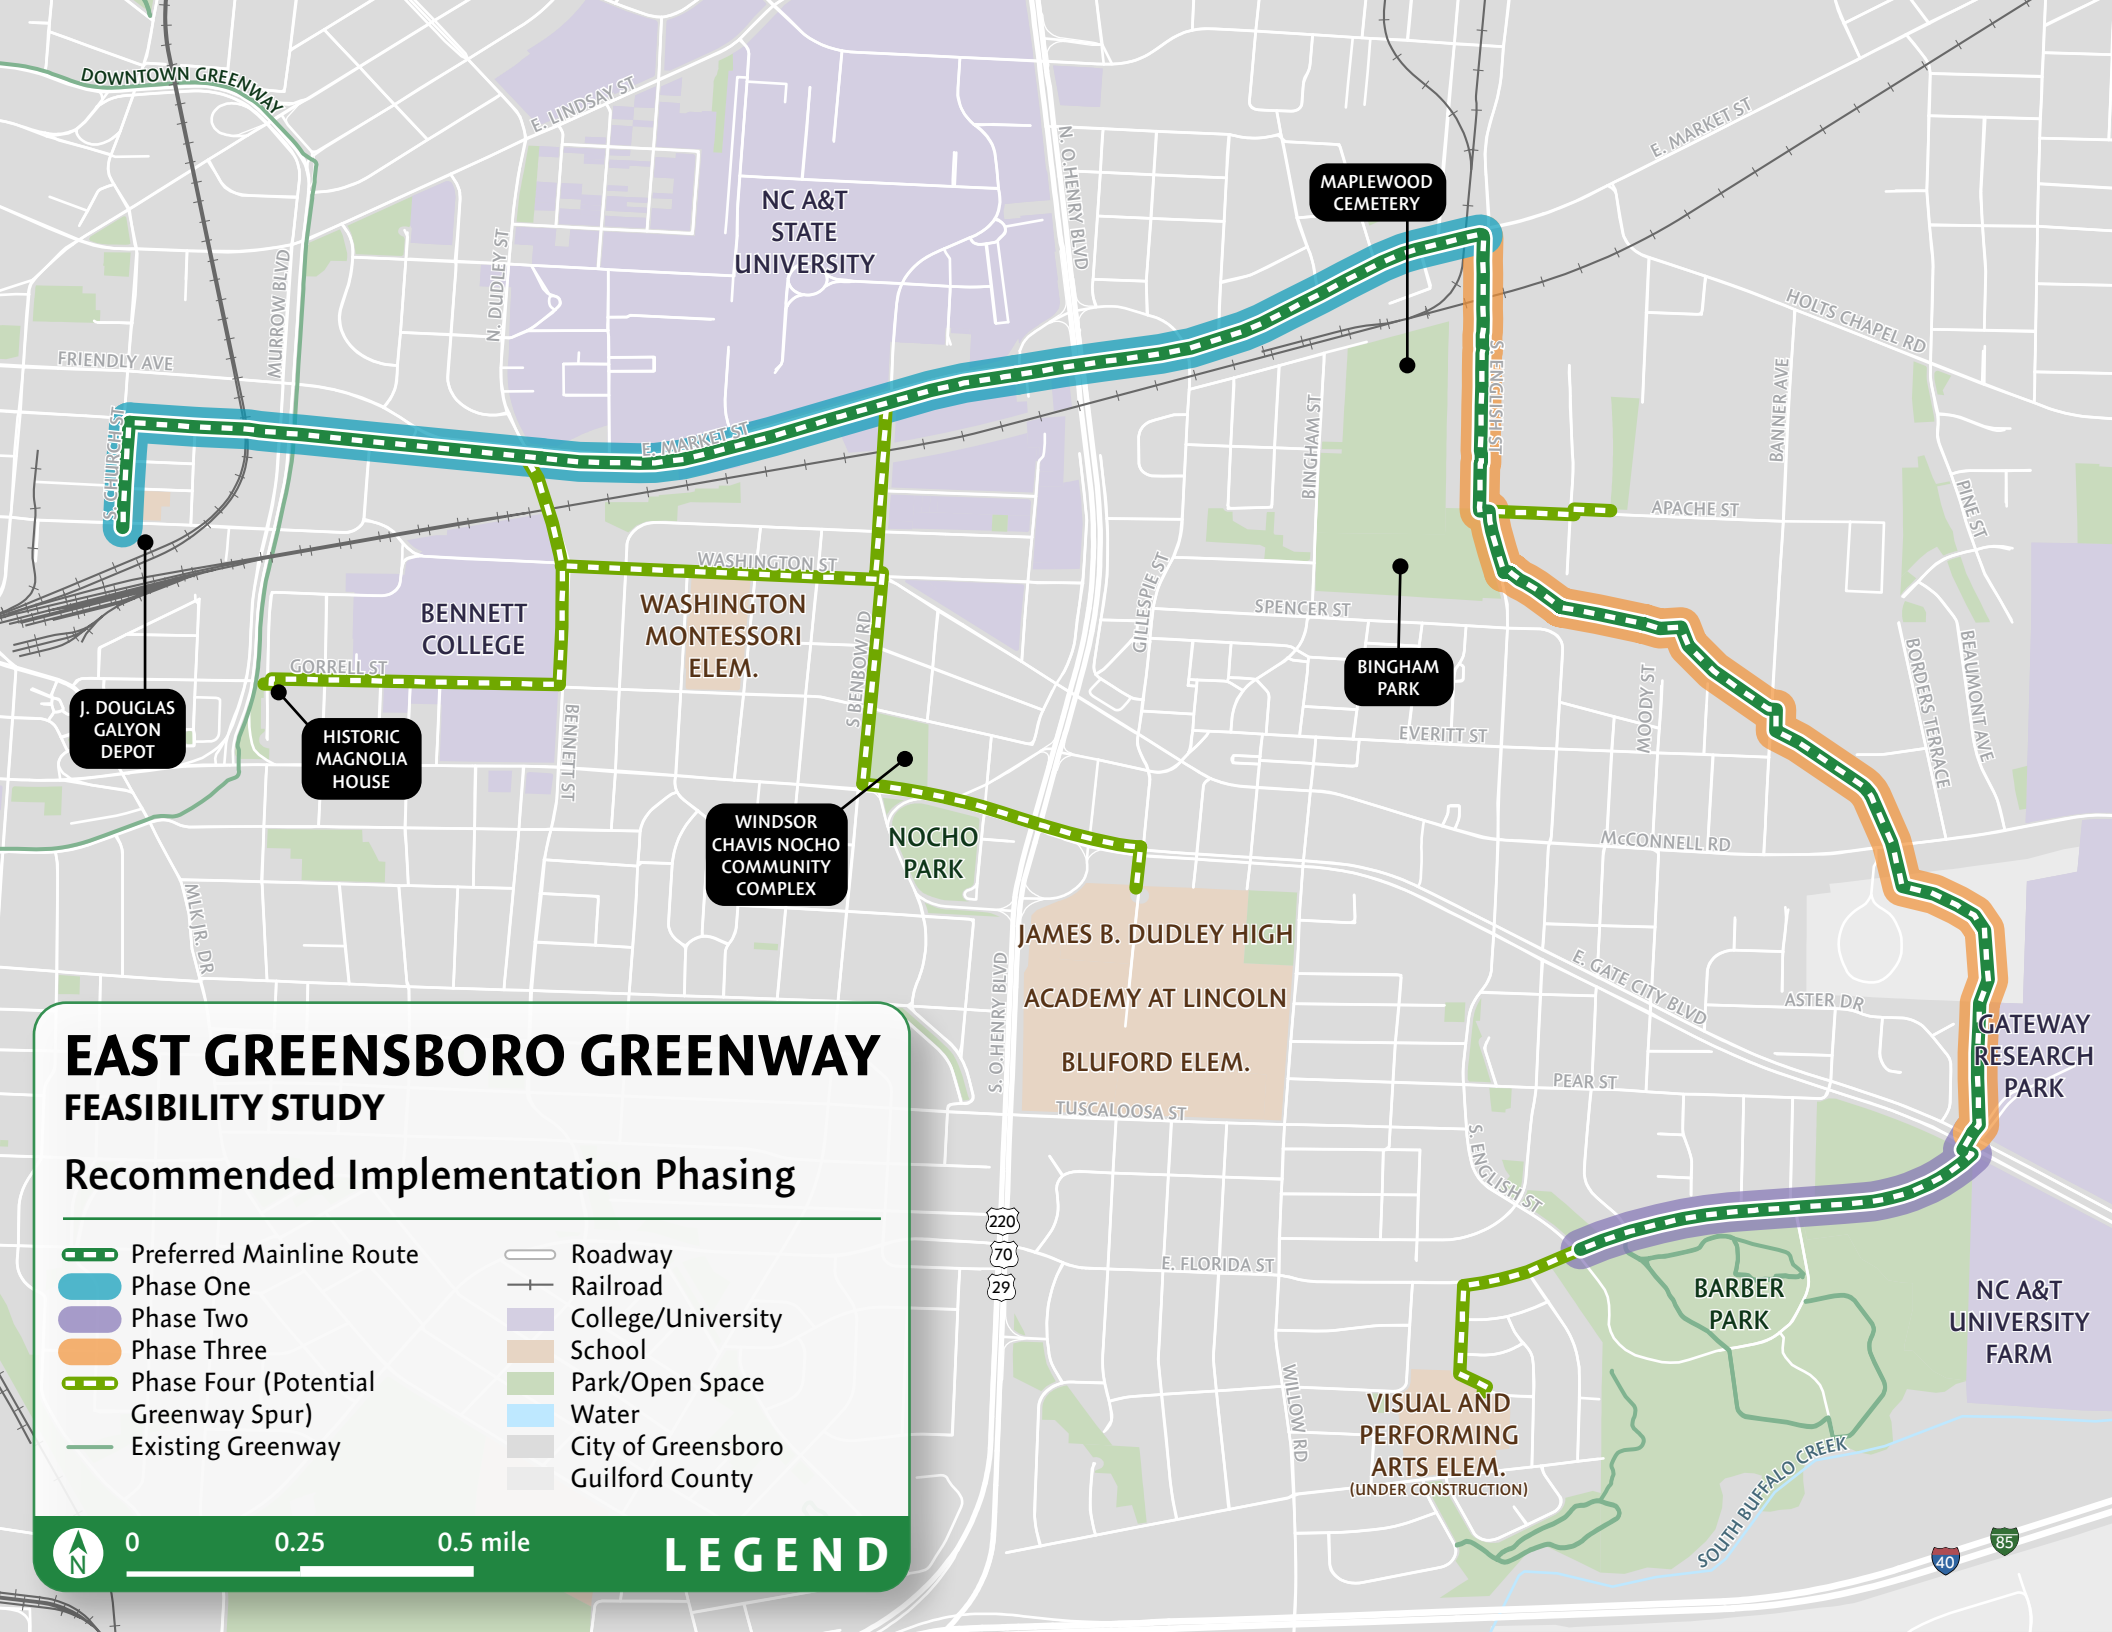 DOWNTOWN GREENWAY
E. LINDSAY ST
N. O.HENRY BLVD
E. MARKET ST
MAPLEWOOD
CEMETERY
NC A&T
STATE
UNIVERSITY
N. DUDLEY ST
MURROW BLVD
HOLTS CHAPEL RD
FRIENDLY AVE
S. ENGLISH ST
BANNER AVE
BINGHAM ST
S. CHURCH ST
E. MARKET ST
APACHE ST
PINE ST
WASHINGTON ST
GILLESPIE ST
BENNETT
COLLEGE
WASHINGTON
MONTESSORI
ELEM.
SPENCER ST
S BENBOW RD
BINGHAM
PARK
GORRELL ST
MOODY ST
BORDERS TERRACE
BEAUMONT AVE
J. DOUGLAS
GALYON
DEPOT
HISTORIC
MAGNOLIA
HOUSE
BENNETT ST
EVERITT ST
WINDSOR
CHAVIS NOCHO
COMMUNITY
COMPLEX
NOCHO
PARK
McCONNELL RD
MLK JR. DR
JAMES B. DUDLEY HIGH
ACADEMY AT LINCOLN
BLUFORD ELEM.
S. O.HENRY BLVD
E. GATE CITY BLVD
ASTER DR
GATEWAY
RESEARCH
PARK
PEAR ST
TUSCALOOSA ST
S. ENGLISH ST
220
70
29
E. FLORIDA ST
BARBER
PARK
NC A&T
UNIVERSITY
FARM
WILLOW RD
VISUAL AND
PERFORMING
ARTS ELEM.
(UNDER CONSTRUCTION)
SOUTH BUFFALO CREEK
40
85
EAST GREENSBORO GREENWAY
FEASIBILITY STUDY
Recommended Implementation Phasing
Preferred Mainline Route
Phase One
Phase Two
Phase Three
Phase Four (Potential
Greenway Spur)
Existing Greenway
Roadway
Railroad
College/University
School
Park/Open Space
Water
City of Greensboro
Guilford County
N
0 0.25 0.5 mile
LEGEND